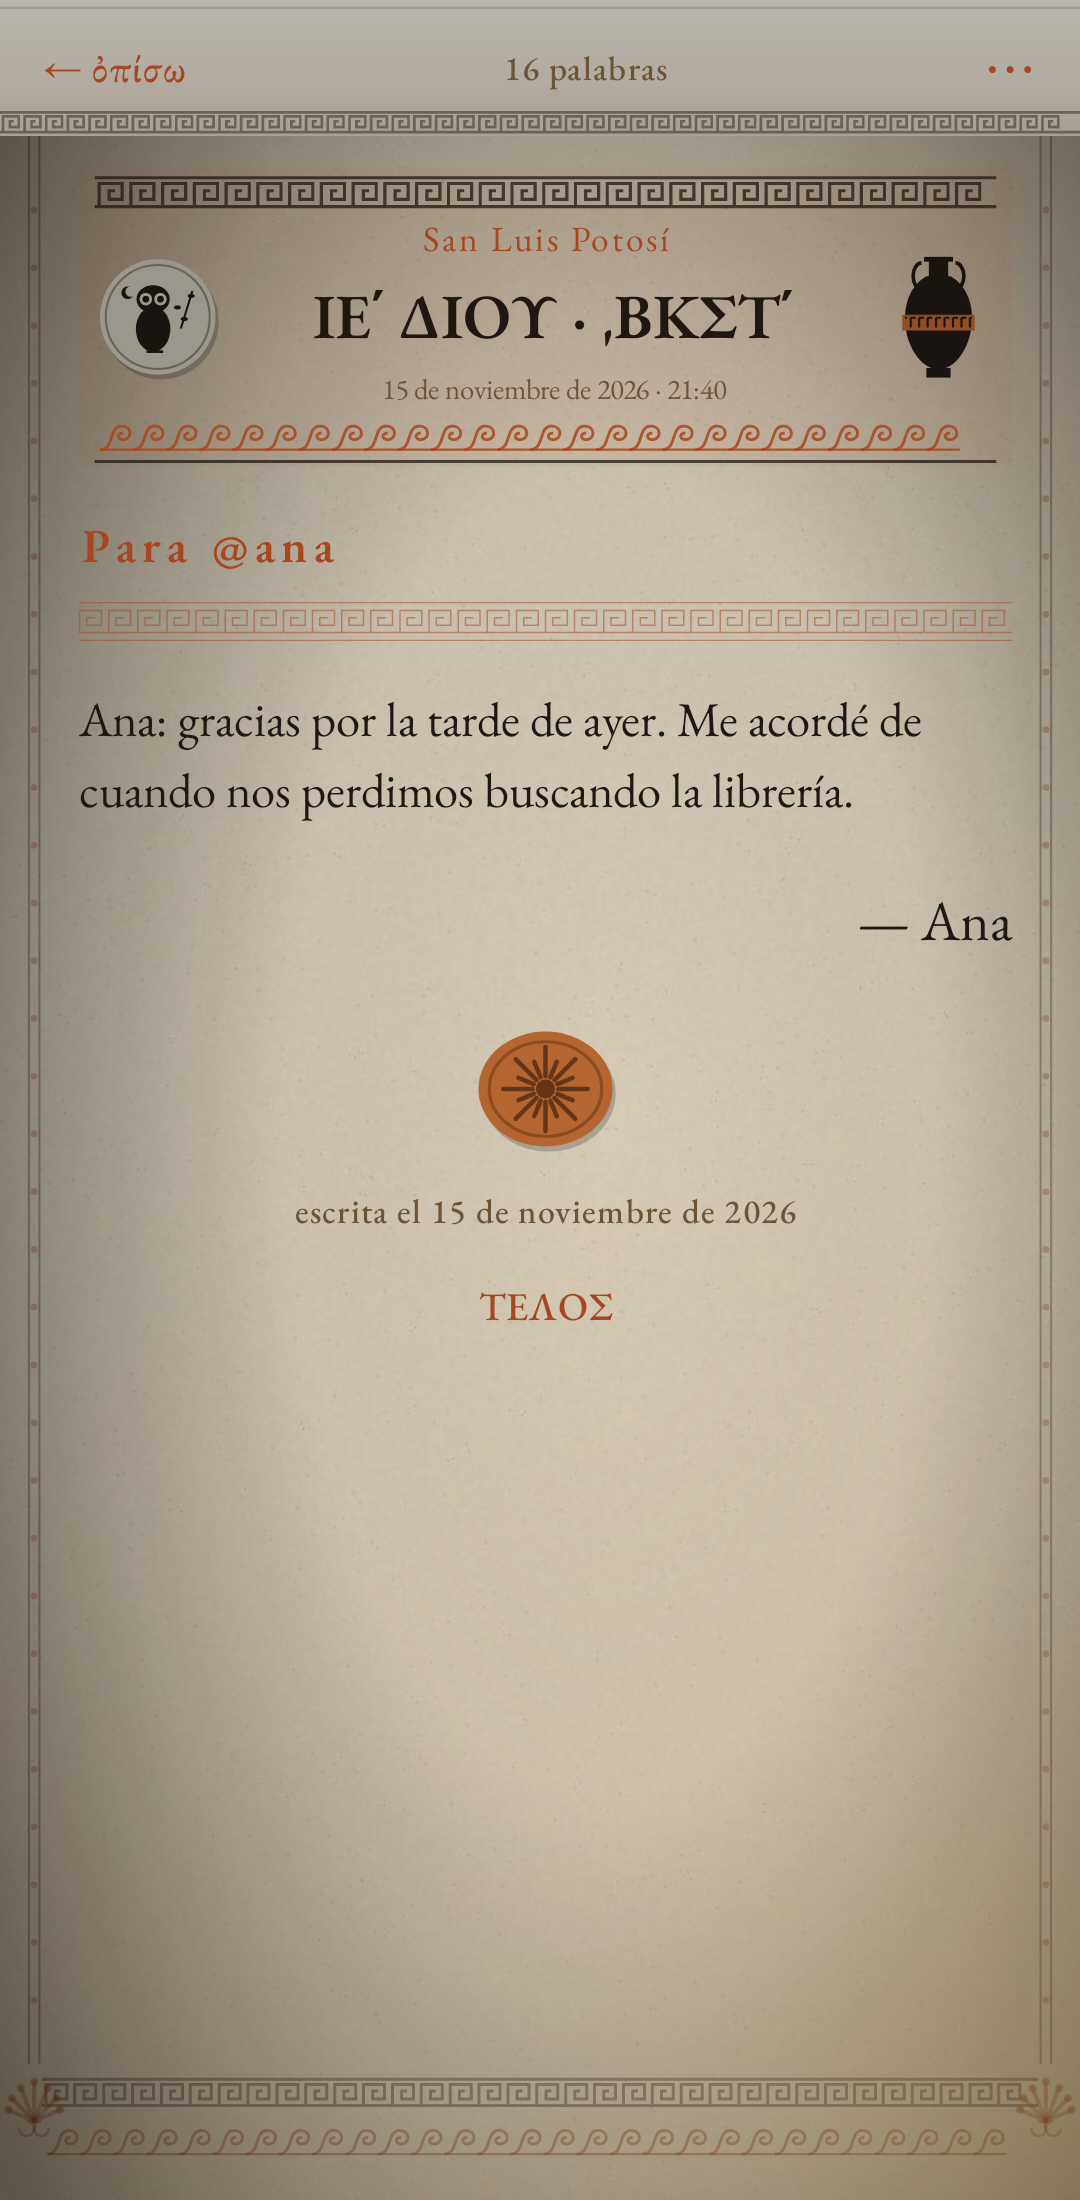 ← ὀπίσω
16 palabras
...
San Luis Potosí
ΙΕ΄ ΔΙΟΥ · ͵ΒΚΣΤ΄
15 de noviembre de 2026 · 21:40
Para @ana
Ana: gracias por la tarde de ayer. Me acordé de
cuando nos perdimos buscando la librería.
— Ana
escrita el 15 de noviembre de 2026
ΤΕΛΟΣ